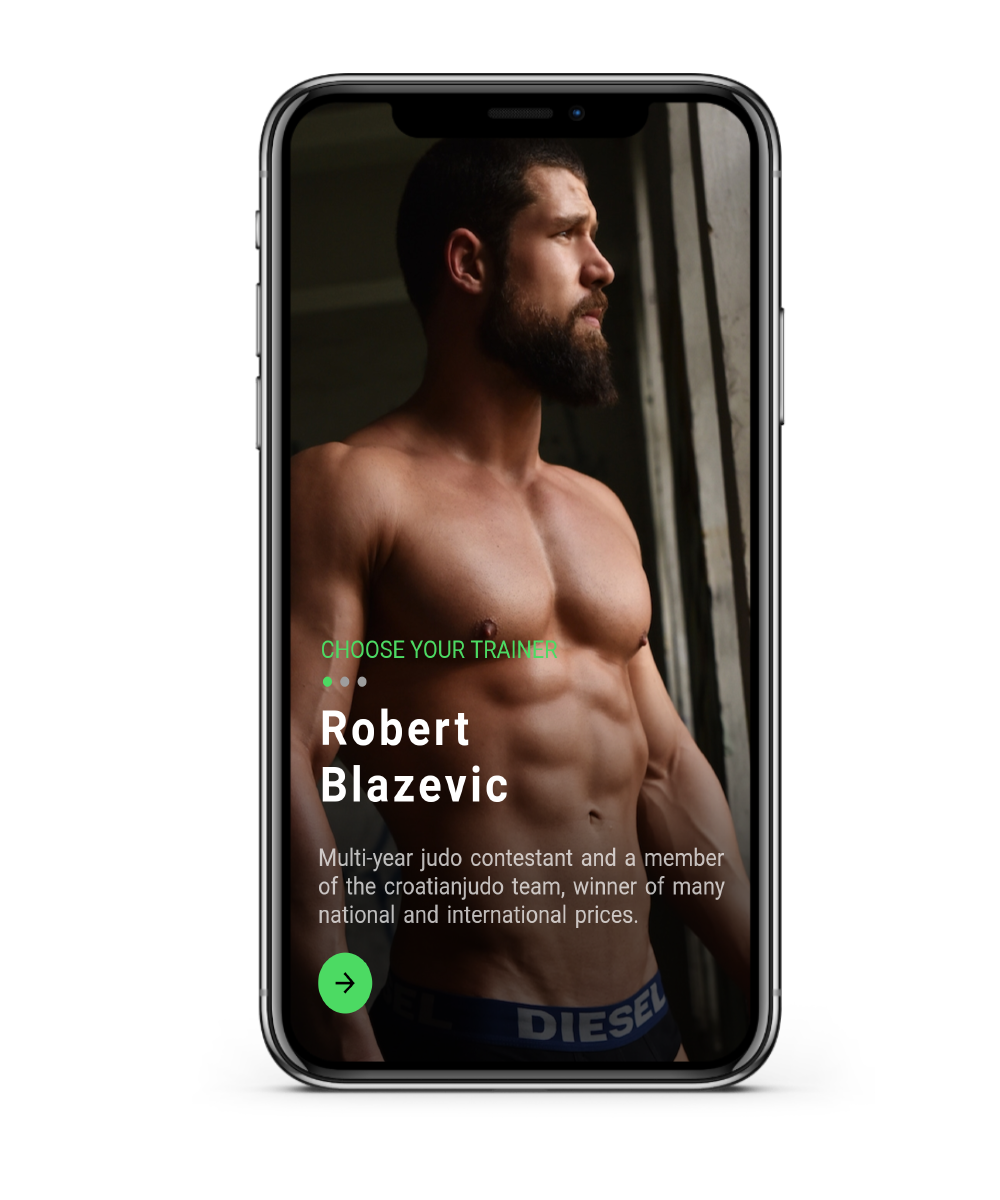 CHOOSE YOUR TRAINER
Robert
Blazevic
Multi-year judo contestant and a member
of the croatianjudo team, winner of many
national and international prices.
EL DIESEL